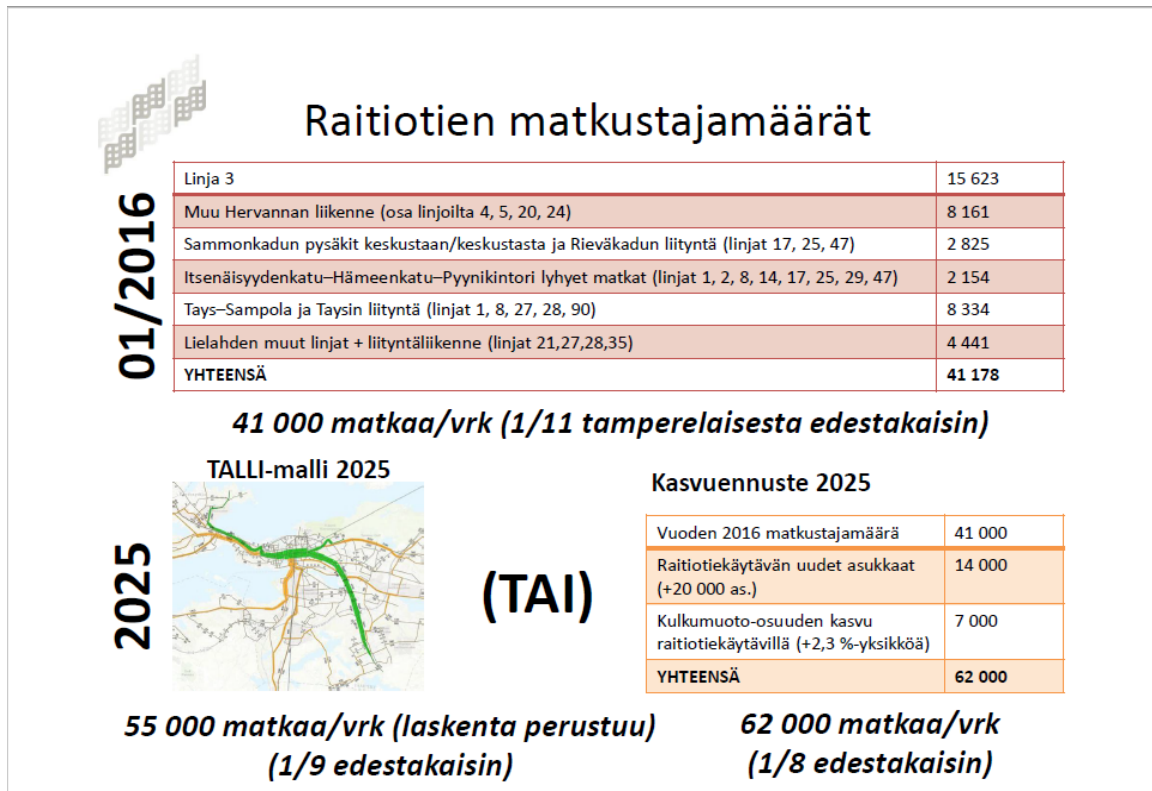 Raitiotien matkustajamäärät
01/2016
Linja 3 15 623
Muu Hervannan liikenne (osa linjoilta 4, 5, 20, 24) 8 161
Sammonkadun pysäkit keskustaan/keskustasta ja Rieväkadun liityntä (linjat 17, 25, 47) 2 825
Itsenäisyydenkatu–Hämeenkatu–Pyynikintori lyhyet matkat (linjat 1, 2, 8, 14, 17, 25, 29, 47) 2 154
Tays–Sampola ja Taysin liityntä (linjat 1, 8, 27, 28, 90) 8 334
Lielahden muut linjat + liityntäliikenne (linjat 21,27,28,35) 4 441
YHTEENSÄ 41 178
41 000 matkaa/vrk (1/11 tamperelaisesta edestakaisin)
2025
TALLI-malli 2025
(TAI)
Kasvuennuste 2025
Vuoden 2016 matkustajamäärä 41 000
Raitiotiekäytävän uudet asukkaat 14 000
(+20 000 as.)
Kulkumuoto-osuuden kasvu 7 000
raitiotiekäytävillä (+2,3 %-yksikköä)
YHTEENSÄ 62 000
55 000 matkaa/vrk (laskenta perustuu)
(1/9 edestakaisin)
62 000 matkaa/vrk
(1/8 edestakaisin)